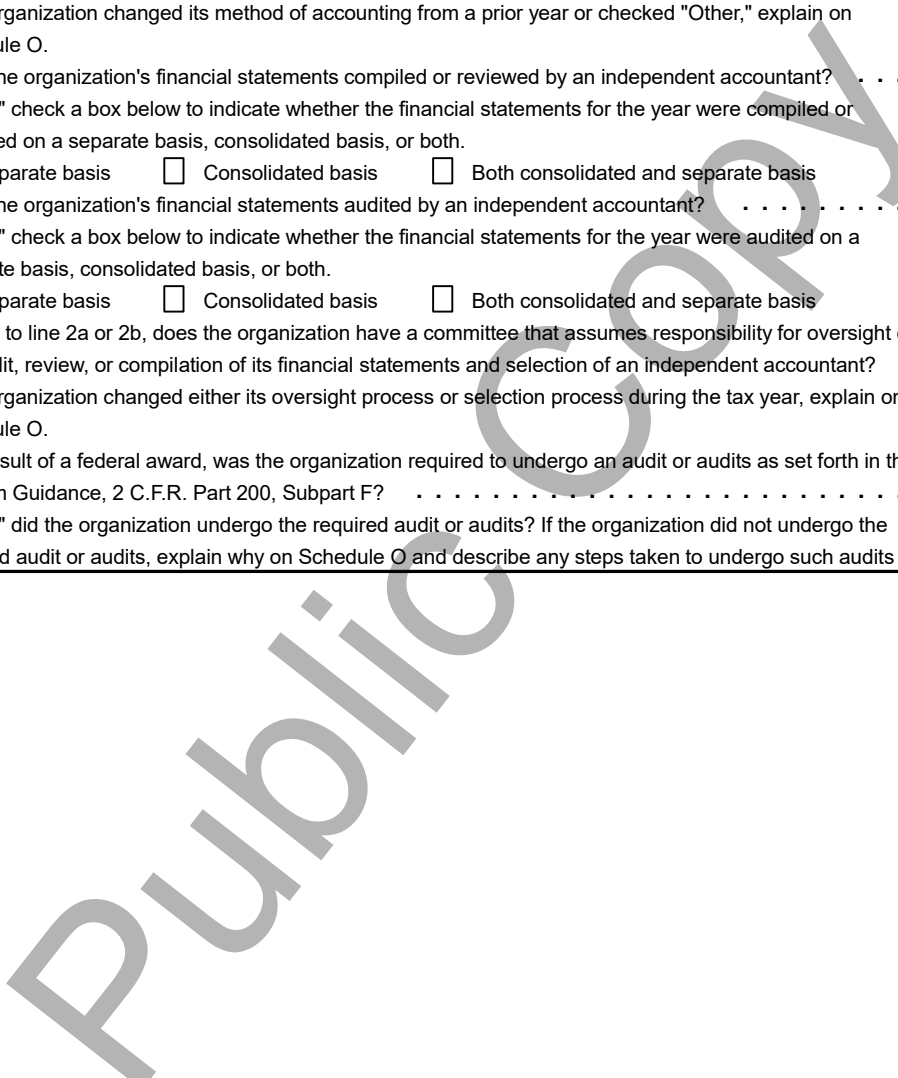 rganization changed its method of accounting from a prior year or checked "Other," explain on
ule O.
he organization's financial statements compiled or reviewed by an independent accountant? . .
" check a box below to indicate whether the financial statements for the year were compiled or
ed on a separate basis, consolidated basis, or both.
parate basis Consolidated basis Both consolidated and separate basis
he organization's financial statements audited by an independent accountant? . . . . . . . . .
" check a box below to indicate whether the financial statements for the year were audited on a
te basis, consolidated basis, or both.
parate basis Consolidated basis Both consolidated and separate basis
to line 2a or 2b, does the organization have a committee that assumes responsibility for oversight
lit, review, or compilation of its financial statements and selection of an independent accountant?
rganization changed either its oversight process or selection process during the tax year, explain on
ule O.
sult of a federal award, was the organization required to undergo an audit or audits as set forth in th
n Guidance, 2 C.F.R. Part 200, Subpart F? . . . . . . . . . . . . . . . . . . . . . . . . . .
" did the organization undergo the required audit or audits? If the organization did not undergo the
d audit or audits, explain why on Schedule O and describe any steps taken to undergo such audits
Public Copy